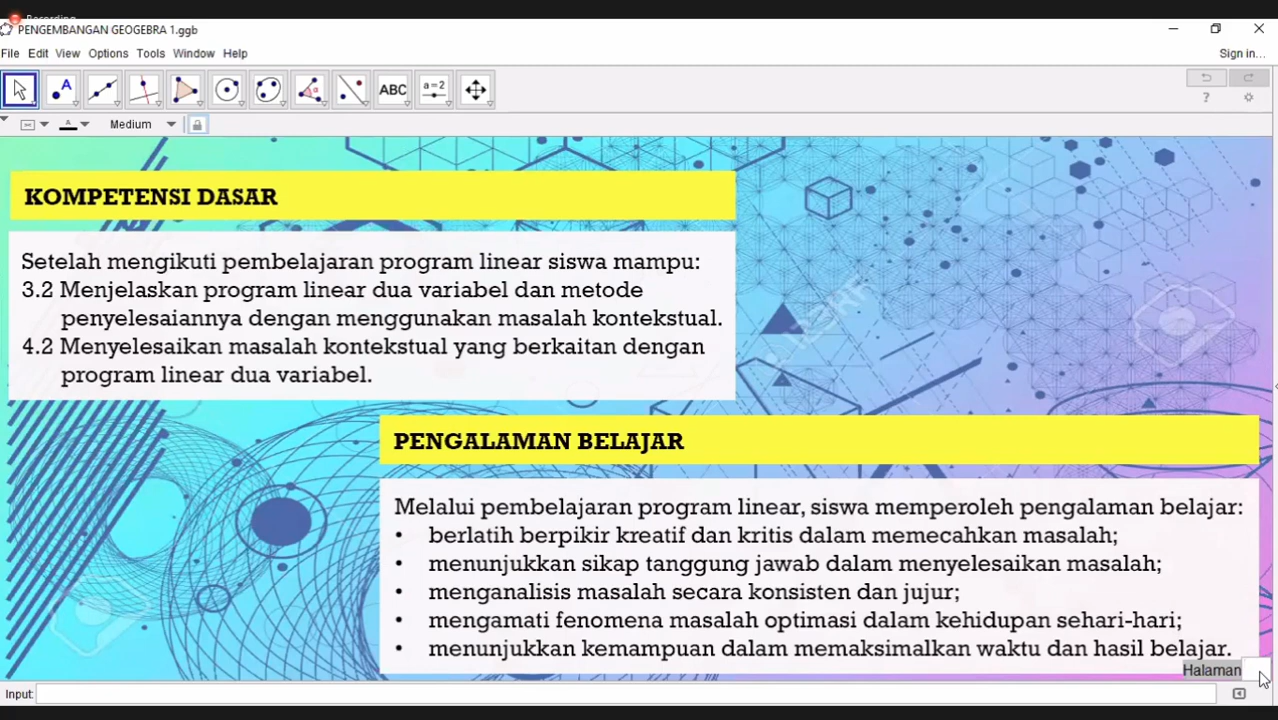 Recording
PENGEMBANGAN GEOGEBRA 1.ggb
File Edit View Options Tools Window Help
Sign in...
A
α
ABC
a=2
?
A
Medium
KOMPETENSI DASAR
Setelah mengikuti pembelajaran program linear siswa mampu:
3.2 Menjelaskan program linear dua variabel dan metode
penyelesaiannya dengan menggunakan masalah kontekstual.
4.2 Menyelesaikan masalah kontekstual yang berkaitan dengan
program linear dua variabel.
PENGALAMAN BELAJAR
Melalui pembelajaran program linear, siswa memperoleh pengalaman belajar:
• berlatih berpikir kreatif dan kritis dalam memecahkan masalah;
• menunjukkan sikap tanggung jawab dalam menyelesaikan masalah;
• menganalisis masalah secara konsisten dan jujur;
• mengamati fenomena masalah optimasi dalam kehidupan sehari-hari;
• menunjukkan kemampuan dalam memaksimalkan waktu dan hasil belajar.
Halaman
Input: